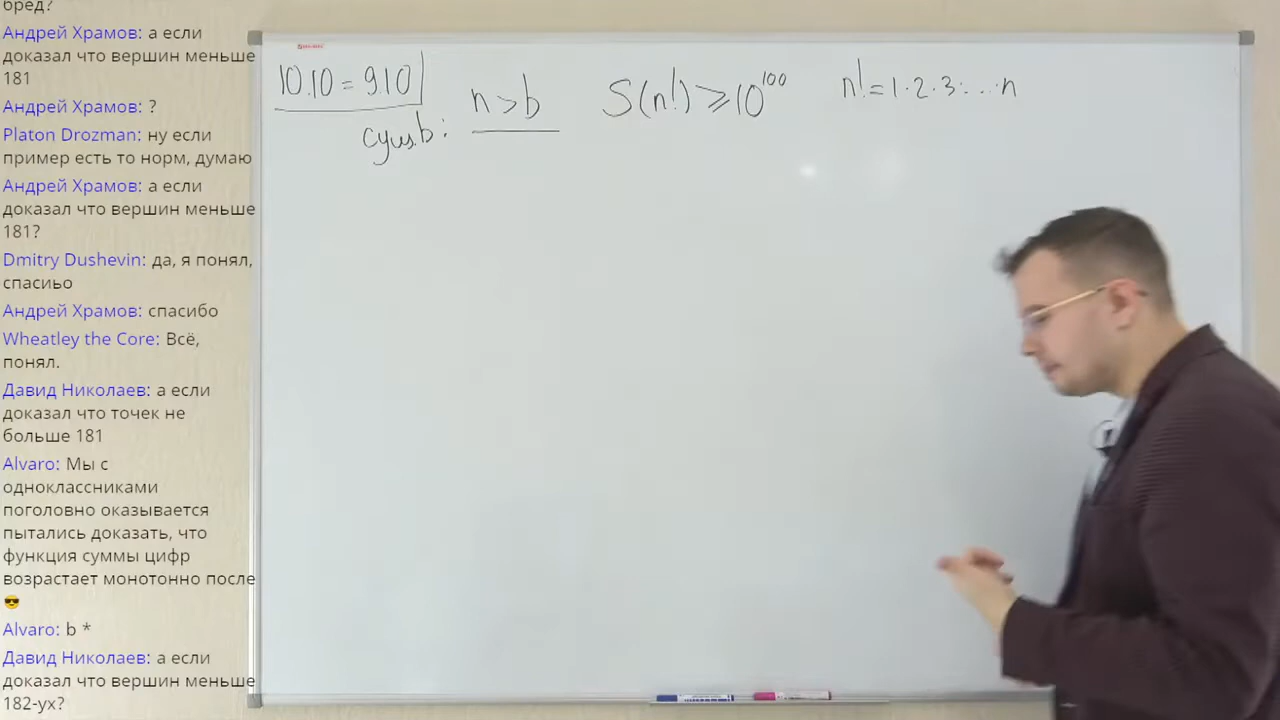 бред?
Андрей Храмов: а если
доказал что вершин меньше
181
Андрей Храмов: ?
Platon Drozman: ну если
пример есть то норм, думаю
Андрей Храмов: а если
доказал что вершин меньше
181?
Dmitry Dushevin: да, я понял,
спасиьо
Андрей Храмов: спасибо
Wheatley the Core: Всё,
понял.
Давид Николаев: а если
доказал что точек не
больше 181
Alvaro: Мы с
одноклассниками
поголовно оказывается
пытались доказать, что
функция суммы цифр
возрастает монотонно после
😎
Alvaro: b *
Давид Николаев: а если
доказал что вершин меньше
182-ух?
10.10 = 9.10
сущ. b: n > b
S(n!) ⩾ 10^100
n! = 1·2·3·...·n